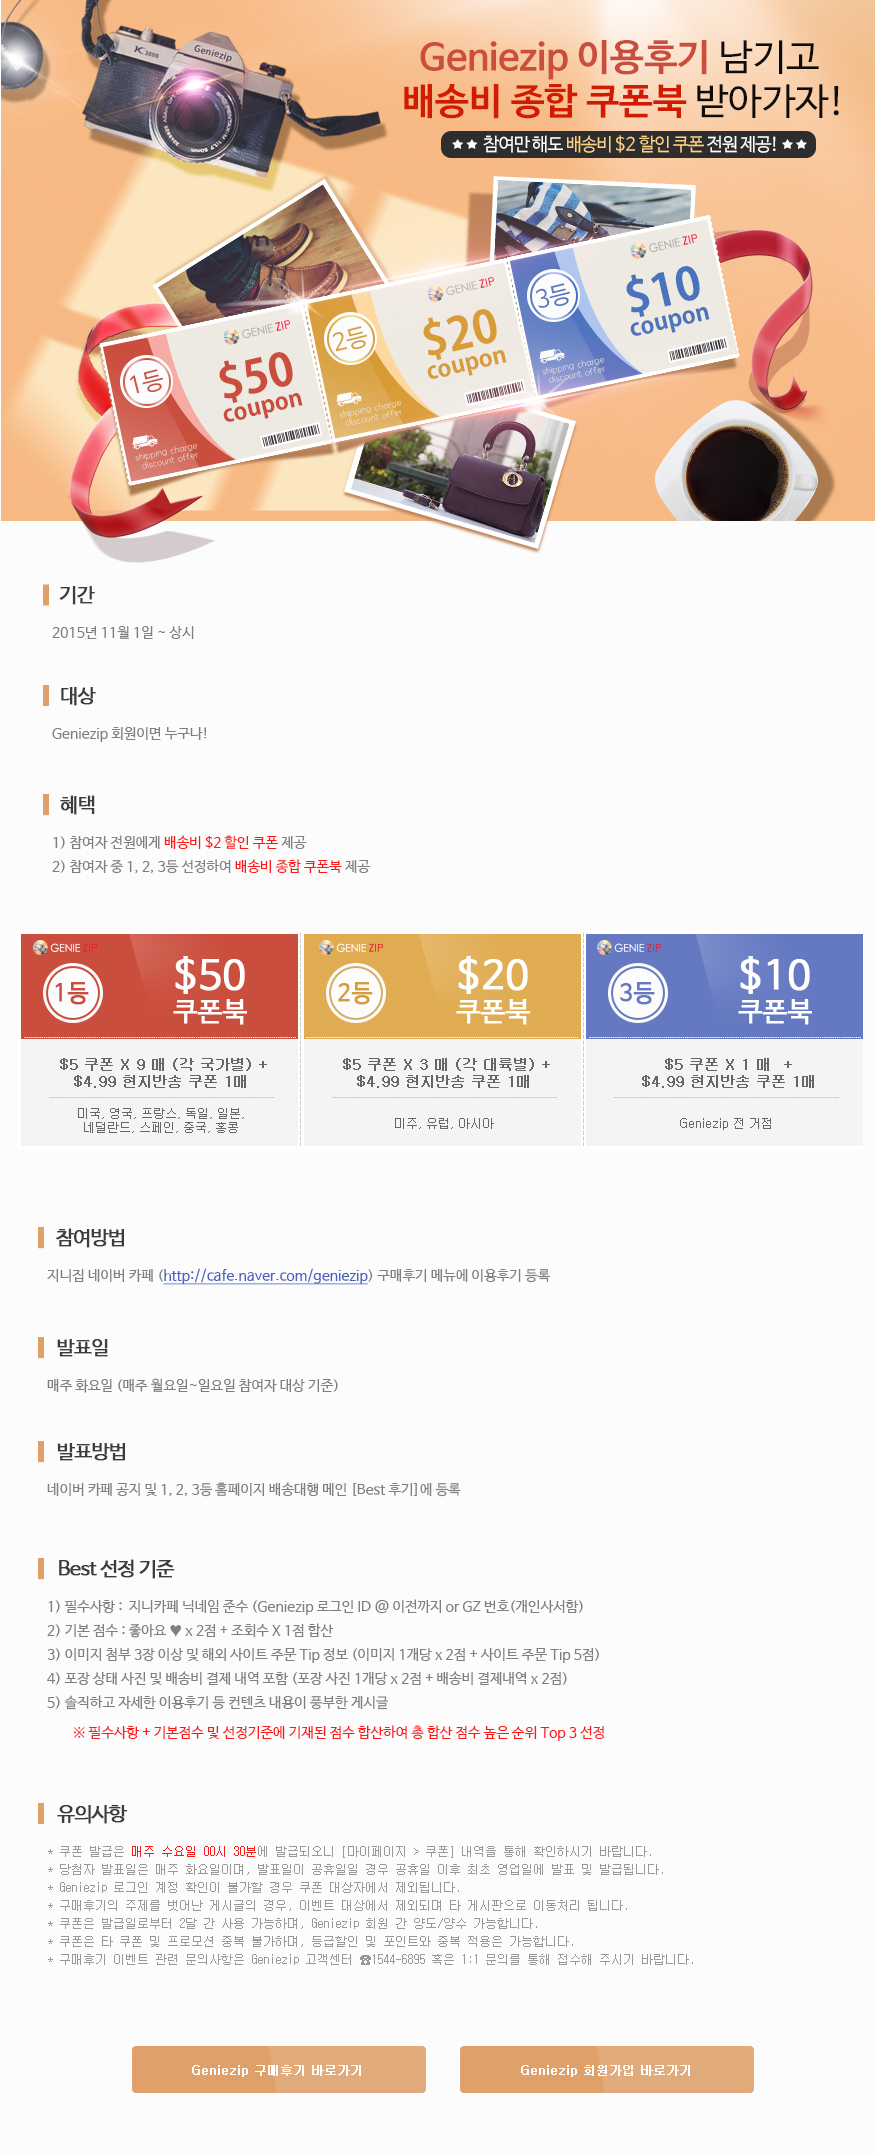 K1000
Geniezip
Geniezip 이용후기 남기고
배송비 종합 쿠폰북 받아가자!
★★ 참여만 해도 배송비 $2 할인 쿠폰 전원 제공! ★★
GENIE ZIP
3등
$10
coupon
shipping charge
discount offer
GENIE ZIP
2등
$20
coupon
shipping charge
discount offer
GENIE ZIP
1등
$50
coupon
shipping charge
discount offer
기간
2015년 11월 1일 ~ 상시
대상
Geniezip 회원이면 누구나!
혜택
1) 참여자 전원에게 배송비 $2 할인 쿠폰 제공
2) 참여자 중 1, 2, 3등 선정하여 배송비 종합 쿠폰북 제공
GENIE ZIP
1등
$50
쿠폰북
$5 쿠폰 X 9 매 (각 국가별) +
$4.99 현지반송 쿠폰 1매
미국, 영국, 프랑스, 독일, 일본,
네덜란드, 스페인, 중국, 홍콩
GENIE ZIP
2등
$20
쿠폰북
$5 쿠폰 X 3 매 (각 대륙별) +
$4.99 현지반송 쿠폰 1매
미주, 유럽, 아시아
GENIE ZIP
3등
$10
쿠폰북
$5 쿠폰 X 1 매 +
$4.99 현지반송 쿠폰 1매
Geniezip 전 거점
참여방법
지니집 네이버 카페 (http://cafe.naver.com/geniezip) 구매후기 메뉴에 이용후기 등록
발표일
매주 화요일 (매주 월요일~일요일 참여자 대상 기준)
발표방법
네이버 카페 공지 및 1, 2, 3등 홈페이지 배송대행 메인 [Best 후기]에 등록
Best 선정 기준
1) 필수사항 : 지니카페 닉네임 준수 (Geniezip 로그인 ID @ 이전까지 or GZ 번호(개인사서함)
2) 기본 점수 : 좋아요 ♥ x 2점 + 조회수 X 1점 합산
3) 이미지 첨부 3장 이상 및 해외 사이트 주문 Tip 정보 (이미지 1개당 x 2점 + 사이트 주문 Tip 5점)
4) 포장 상태 사진 및 배송비 결제 내역 포함 (포장 사진 1개당 x 2점 + 배송비 결제내역 x 2점)
5) 솔직하고 자세한 이용후기 등 컨텐츠 내용이 풍부한 게시글
※ 필수사항 + 기본점수 및 선정기준에 기재된 점수 합산하여 총 합산 점수 높은 순위 Top 3 선정
유의사항
* 쿠폰 발급은 매주 수요일 00시 30분에 발급되오니 [마이페이지 > 쿠폰] 내역을 통해 확인하시기 바랍니다.
* 당첨자 발표일은 매주 화요일이며, 발표일이 공휴일일 경우 공휴일 이후 최초 영업일에 발표 및 발급됩니다.
* Geniezip 로그인 계정 확인이 불가할 경우 쿠폰 대상자에서 제외됩니다.
* 구매후기의 주제를 벗어난 게시글의 경우, 이벤트 대상에서 제외되며 타 게시판으로 이동처리 됩니다.
* 쿠폰은 발급일로부터 2달 간 사용 가능하며, Geniezip 회원 간 양도/양수 가능합니다.
* 쿠폰은 타 쿠폰 및 프로모션 중복 불가하며, 등급할인 및 포인트와 중복 적용은 가능합니다.
* 구매후기 이벤트 관련 문의사항은 Geniezip 고객센터 ☎1544-6895 혹은 1:1 문의를 통해 접수해 주시기 바랍니다.
Geniezip 구매후기 바로가기
Geniezip 회원가입 바로가기